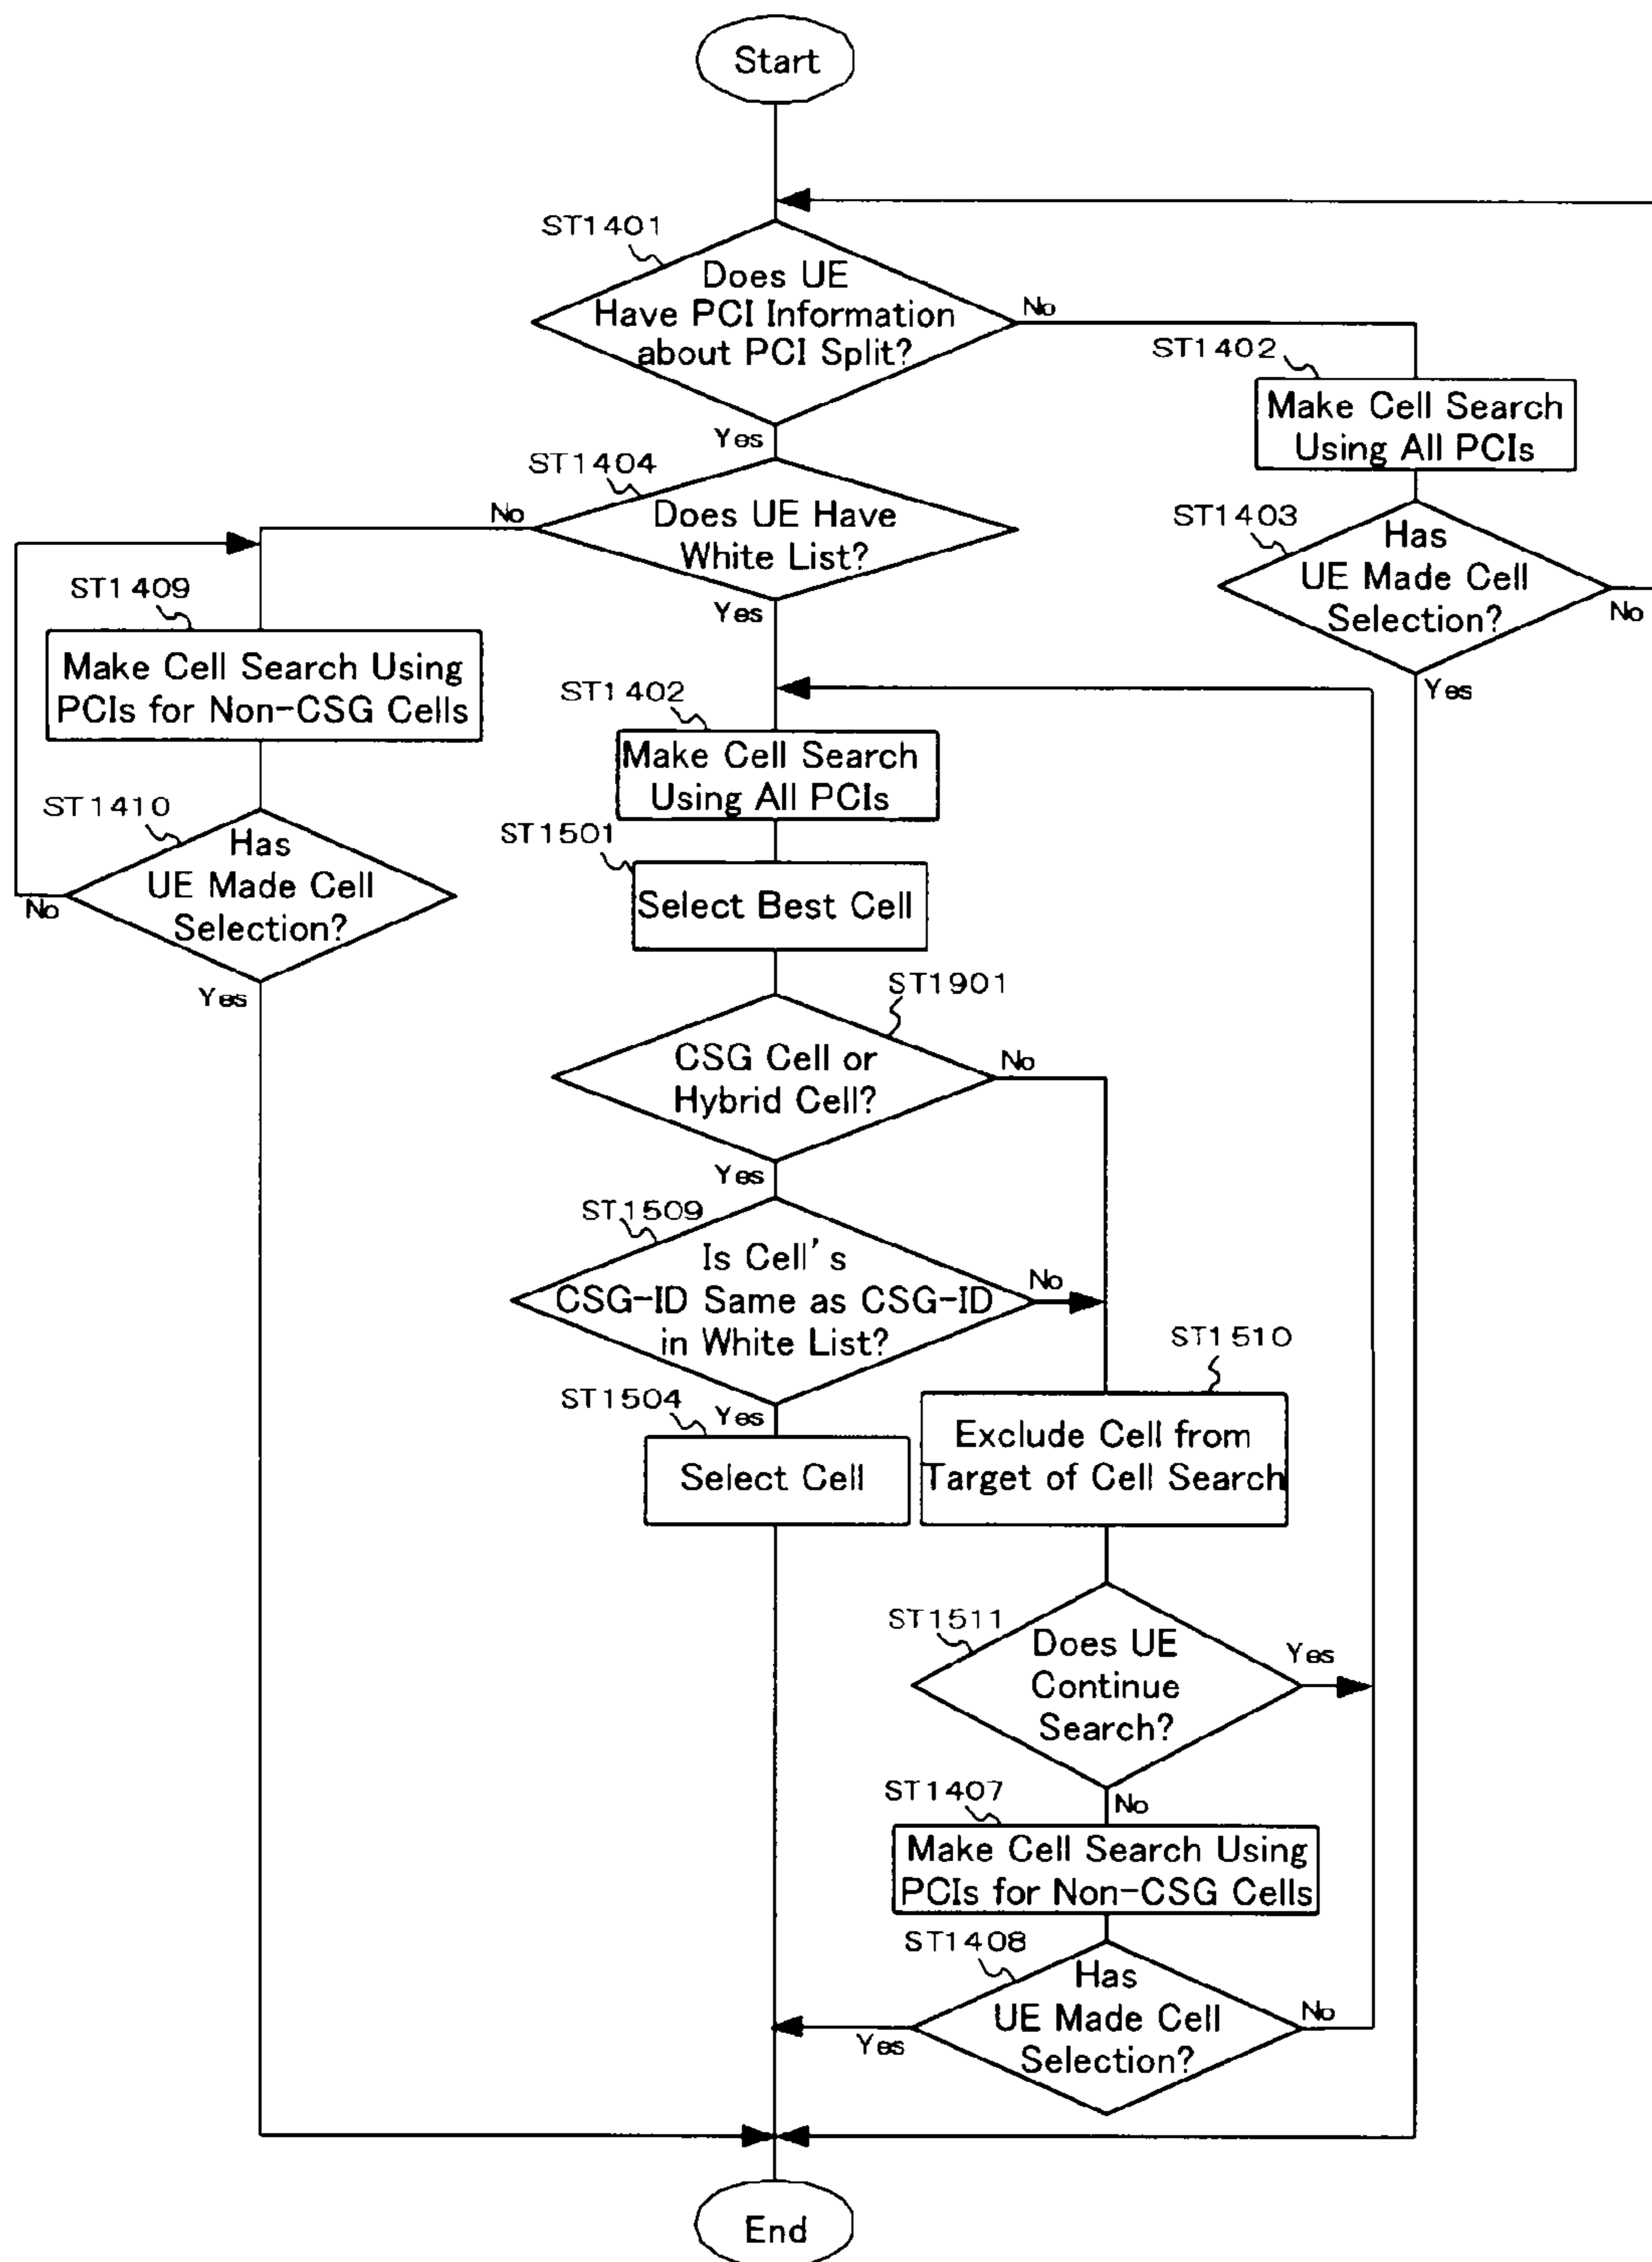 Start
ST1401
Does UE
Have PCI Information
about PCI Split?
No
Yes
ST1402
Make Cell Search
Using All PCIs
ST1403
Has
UE Made Cell
Selection?
No
Yes
ST1404
Does UE Have
White List?
No
Yes
ST1409
Make Cell Search Using
PCIs for Non-CSG Cells
ST1410
Has
UE Made Cell
Selection?
No
Yes
ST1402
Make Cell Search
Using All PCIs
ST1501
Select Best Cell
ST1901
CSG Cell or
Hybrid Cell?
No
Yes
ST1509
Is Cell's
CSG-ID Same as CSG-ID
in White List?
No
Yes
ST1504
Select Cell
ST1510
Exclude Cell from
Target of Cell Search
ST1511
Does UE
Continue
Search?
Yes
No
ST1407
Make Cell Search Using
PCIs for Non-CSG Cells
ST1408
Has
UE Made Cell
Selection?
No
Yes
End